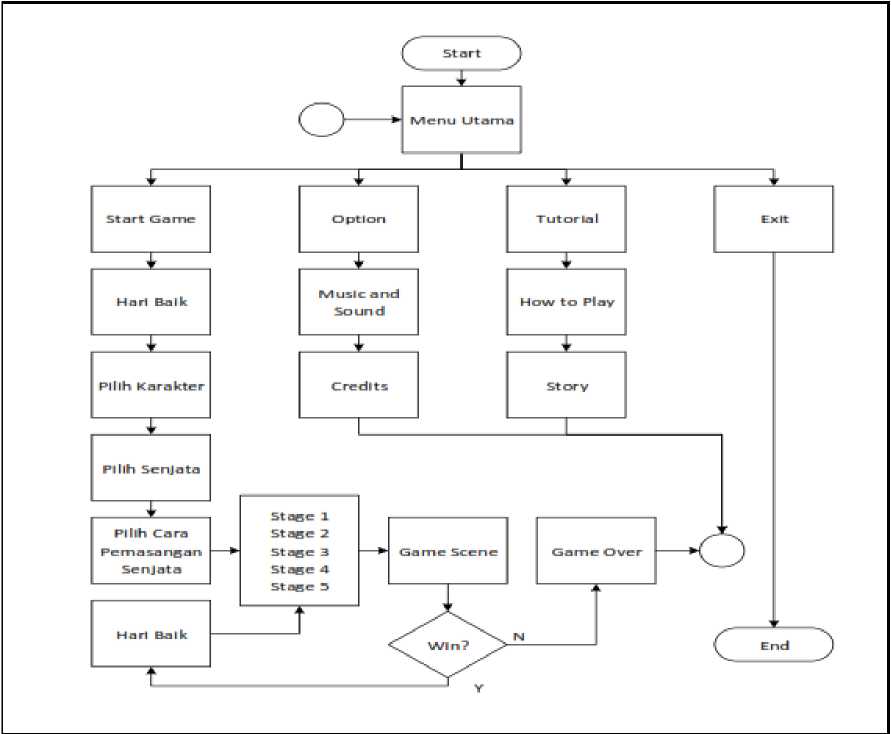 Start
Menu Utama
Start Game
Option
Tutorial
Exit
Hari Baik
Music and
Sound
How to Play
Pilih Karakter
Credits
Story
Pilih Senjata
Pilih Cara
Pemasangan
Senjata
Stage 1
Stage 2
Stage 3
Stage 4
Stage 5
Game Scene
Game Over
Hari Baik
Win?
N
Y
End